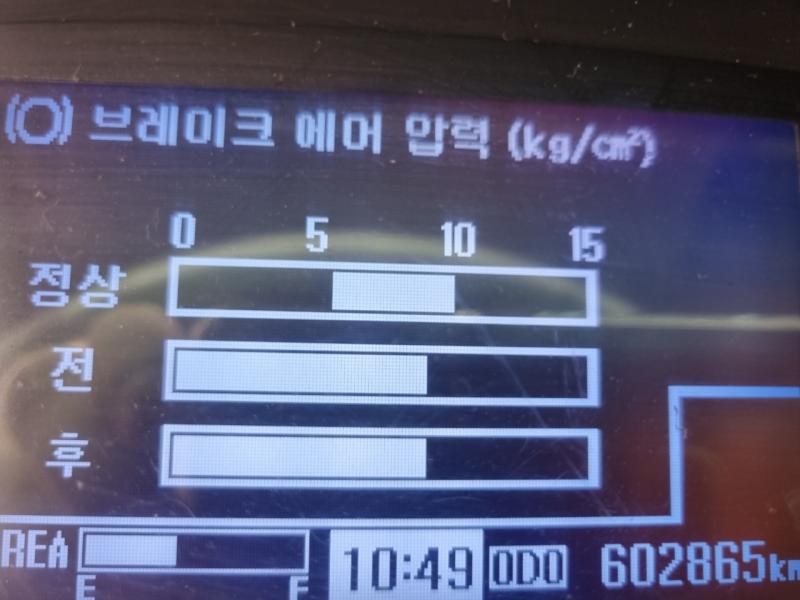 (O) 브레이크 에어 압력 (kg/cm²)
0 5 10 15
정상
전
후
REA E F 10:49 ODO 602865km